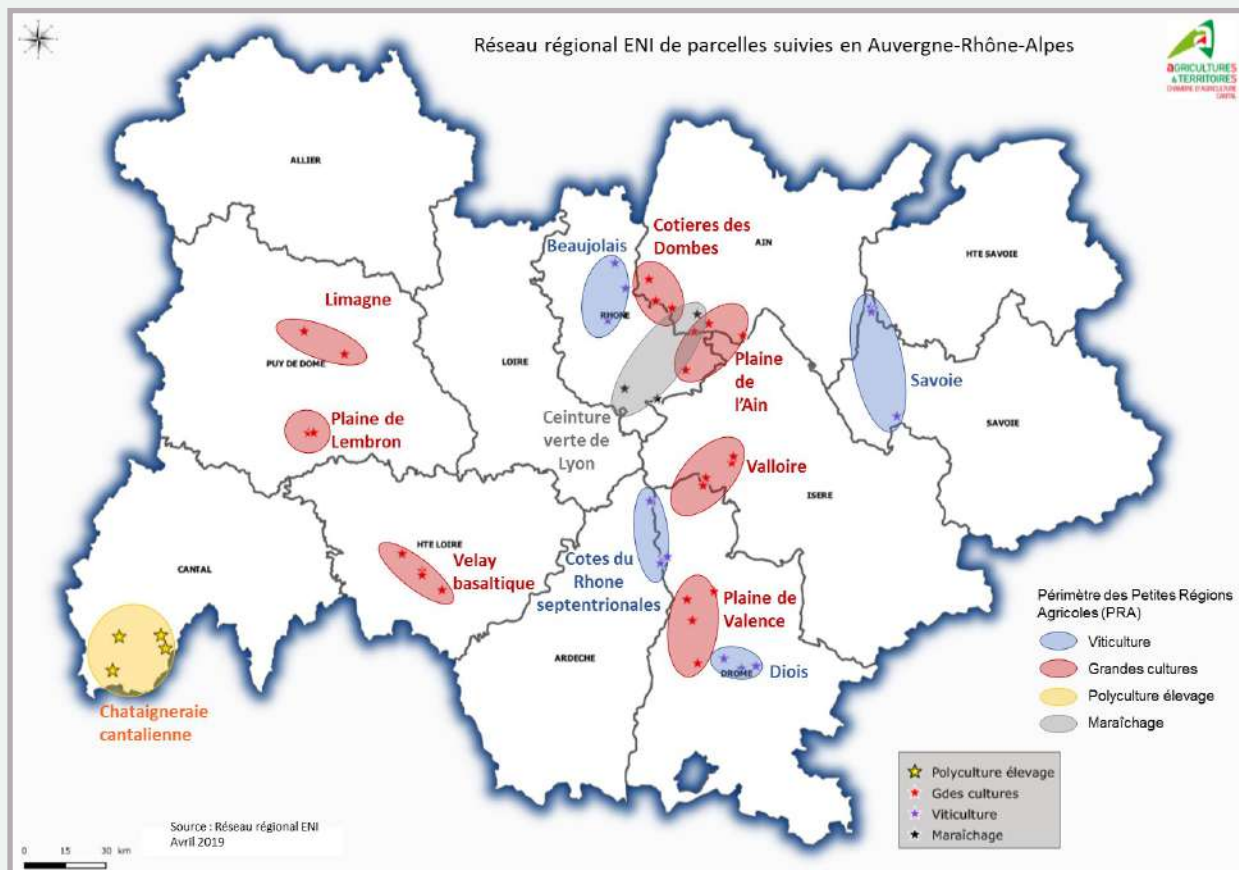 Réseau régional ENI de parcelles suivies en Auvergne-Rhône-Alpes
aGRICULTURES
& TERRITOIRES
CHAMBRE D'AGRICULTURE
CANTAL
ALLIER
Beaujolais
Cotieres des
Dombes
AIN
HTE SAVOIE
Limagne
RHONE
PUY DE DOME
LOIRE
Plaine
de
l'Ain
Savoie
SAVOIE
Plaine de
Lembron
Ceinture
verte de
Lyon
Valloire
ISERE
HTE LOIRE
Velay
basaltique
CANTAL
Cotes du
Rhone
septentrionales
Plaine de
Valence
ARDECHE
DROME
Diois
Chataigneraie
cantalienne
Périmètre des Petites Régions
Agricoles (PRA)
Viticulture
Grandes cultures
Polyculture élevage
Maraîchage
Polyculture élevage
Gdes cultures
Viticulture
Maraîchage
Source : Réseau régional ENI
Avril 2019
0 15 30 km